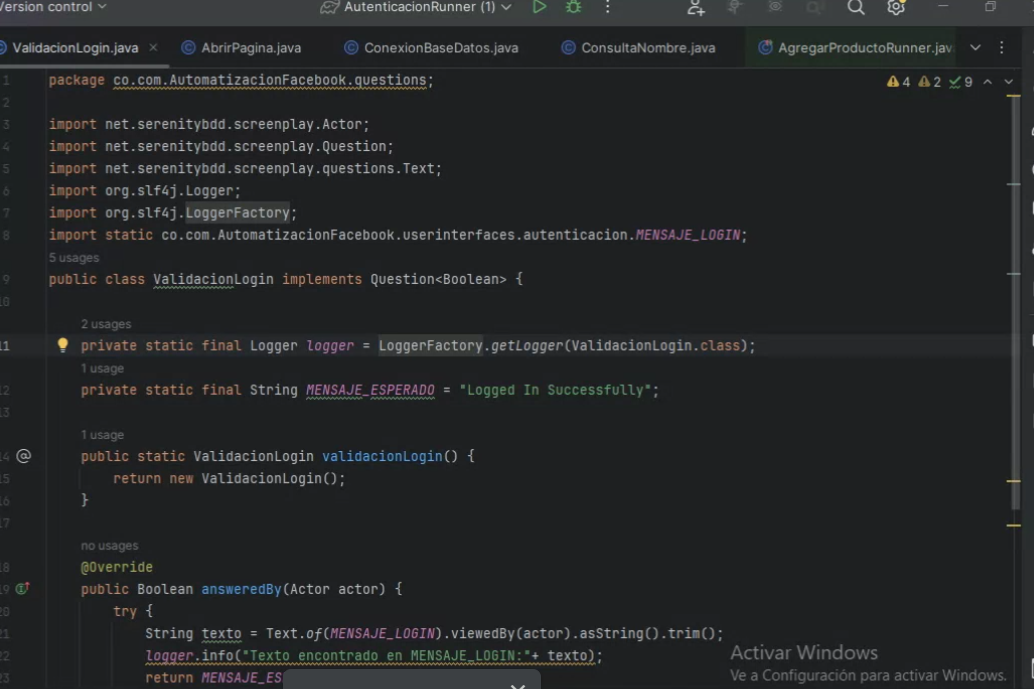 Version control
AutenticacionRunner (1)
ValidacionLogin.java
AbrirPagina.java
ConexionBaseDatos.java
ConsultaNombre.java
AgregarProductoRunner.jav
1 package co.com.AutomatizacionFacebook.questions;
4 2 9
2
3 import net.serenitybdd.screenplay.Actor;
4 import net.serenitybdd.screenplay.Question;
5 import net.serenitybdd.screenplay.questions.Text;
6 import org.slf4j.Logger;
7 import org.slf4j.LoggerFactory;
8 import static co.com.AutomatizacionFacebook.userinterfaces.autenticacion.MENSAJE_LOGIN;
5 usages
9 public class ValidacionLogin implements Question<Boolean> {
10
2 usages
11 private static final Logger logger = LoggerFactory.getLogger(ValidacionLogin.class);
1 usage
12 private static final String MENSAJE_ESPERADO = "Logged In Successfully";
13
1 usage
14 @ public static ValidacionLogin validacionLogin() {
15 return new ValidacionLogin();
16 }
17
no usages
18 @Override
19 public Boolean answeredBy(Actor actor) {
20 try {
21 String texto = Text.of(MENSAJE_LOGIN).viewedBy(actor).asString().trim();
22 logger.info("Texto encontrado en MENSAJE_LOGIN:"+ texto);
23 return MENSAJE_ES
Activar Windows
Ve a Configuración para activar Windows.